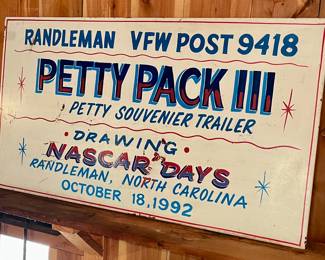 RANDLEMAN VFW POST 9418
PETTY PACK III
PETTY SOUVENIER TRAILER
• DRAWING •
NASCAR DAYS
RANDLEMAN, NORTH CAROLINA
OCTOBER 18, 1992